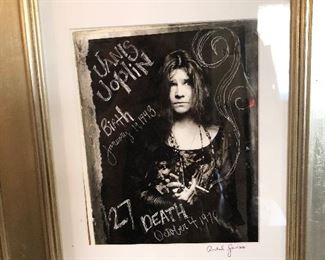 JANIS
JOPLIN
Birth
January 19, 1943
27 DEATH
October 4, 1970